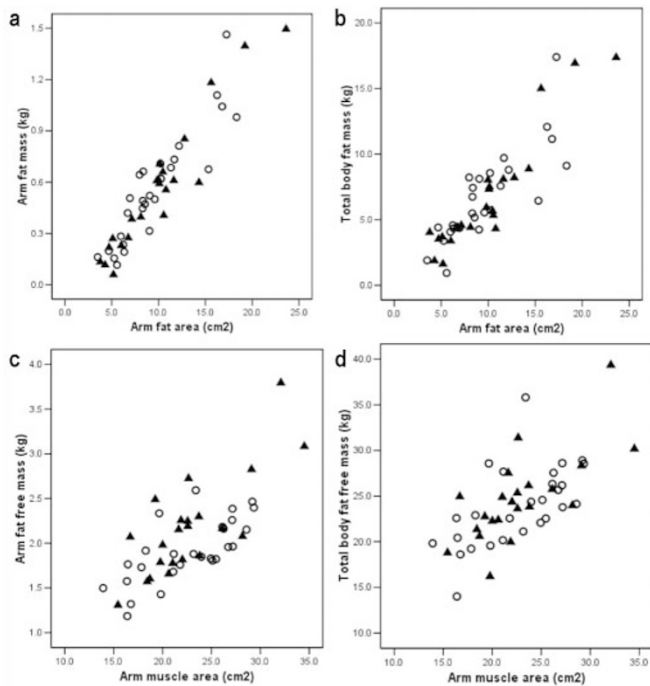 a
1.5
1.2
0.9
0.6
0.3
0.0
Arm fat mass (kg)
0.0 5.0 10.0 15.0 20.0 25.0
Arm fat area (cm2)
b
20.0
15.0
10.0
5.0
0.0
Total body fat mass (kg)
0.0 5.0 10.0 15.0 20.0 25.0
Arm fat area (cm2)
c
4.0
3.5
3.0
2.5
2.0
1.5
1.0
Arm fat free mass (kg)
10.0 15.0 20.0 25.0 30.0 35.0
Arm muscle area (cm2)
d
40.0
35.0
30.0
25.0
20.0
15.0
10.0
Total body fat free mass (kg)
10.0 15.0 20.0 25.0 30.0 35.0
Arm muscle area (cm2)